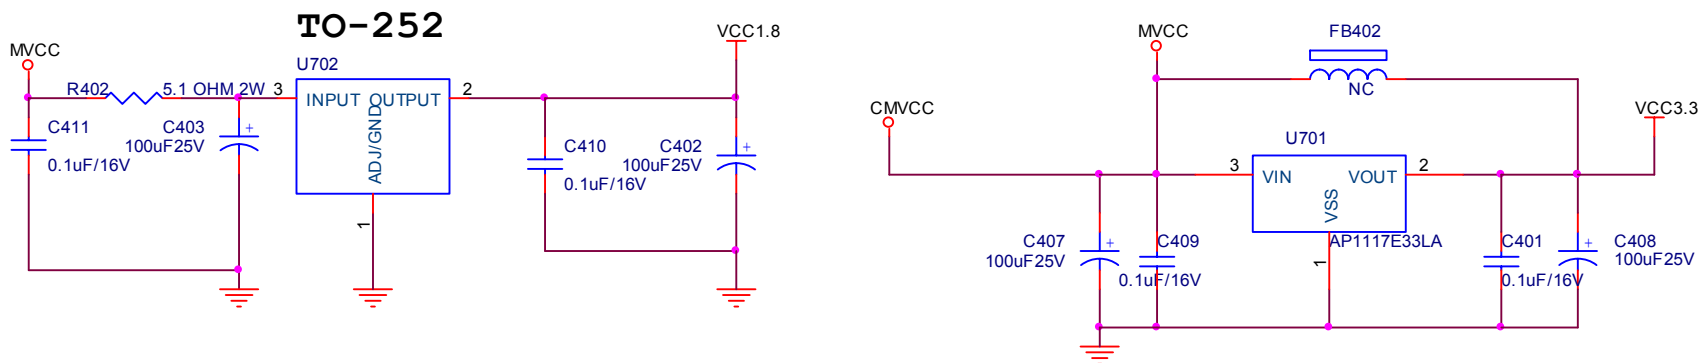 TO-252
MVCC
R402
5.1 OHM 2W
3
U702
INPUT OUTPUT
ADJ/GND
1
2
VCC1.8
C411
0.1uF/16V
C403
100uF25V
+
C410
0.1uF/16V
C402
100uF25V
+
MVCC
FB402
NC
CMVCC
VCC3.3
U701
3
VIN
VOUT
VSS
2
1
AP1117E33LA
C407
100uF25V
+
C409
0.1uF/16V
C401
0.1uF/16V
C408
100uF25V
+